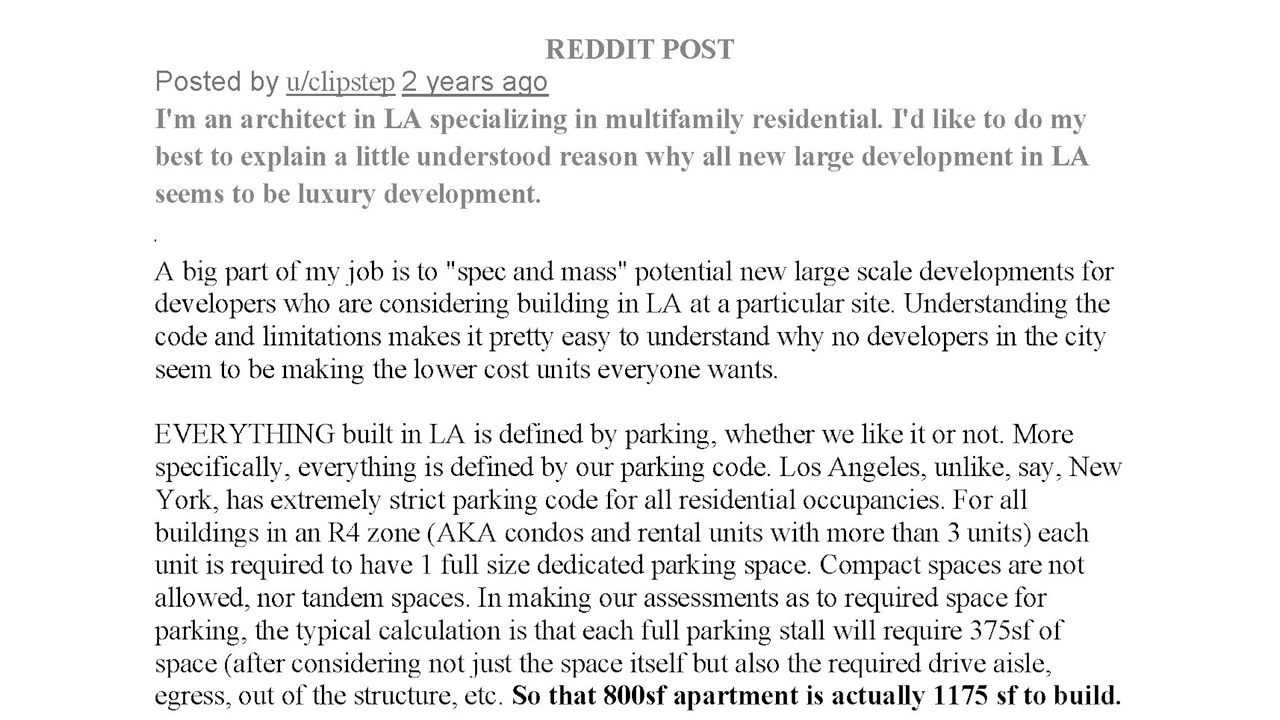 REDDIT POST
Posted by u/clipstep 2 years ago
I'm an architect in LA specializing in multifamily residential. I'd like to do my
best to explain a little understood reason why all new large development in LA
seems to be luxury development.
.
A big part of my job is to "spec and mass" potential new large scale developments for
developers who are considering building in LA at a particular site. Understanding the
code and limitations makes it pretty easy to understand why no developers in the city
seem to be making the lower cost units everyone wants.
EVERYTHING built in LA is defined by parking, whether we like it or not. More
specifically, everything is defined by our parking code. Los Angeles, unlike, say, New
York, has extremely strict parking code for all residential occupancies. For all
buildings in an R4 zone (AKA condos and rental units with more than 3 units) each
unit is required to have 1 full size dedicated parking space. Compact spaces are not
allowed, nor tandem spaces. In making our assessments as to required space for
parking, the typical calculation is that each full parking stall will require 375sf of
space (after considering not just the space itself but also the required drive aisle,
egress, out of the structure, etc. So that 800sf apartment is actually 1175 sf to build.